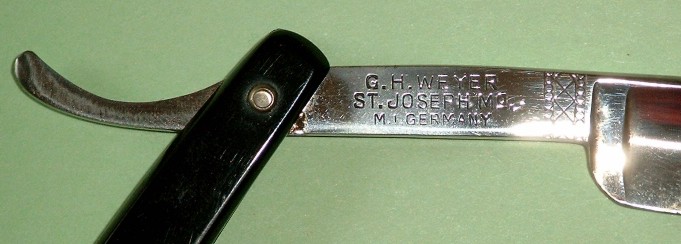 G.H. WEYER
ST. JOSEPH MO.
M. I. GERMANY